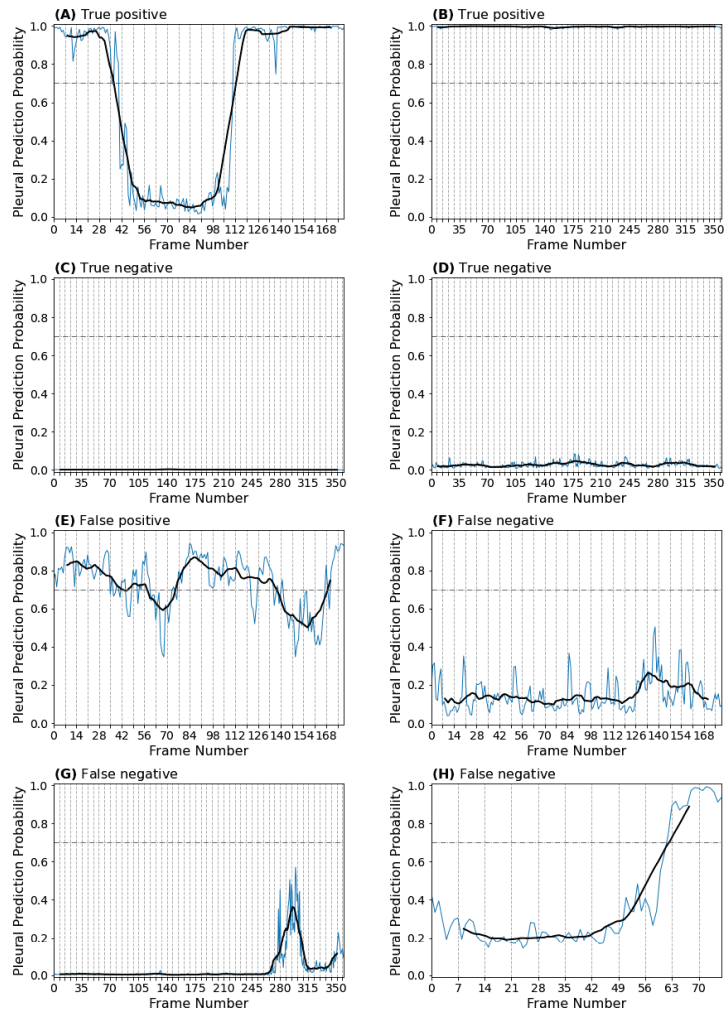 (A) True positive
Pleural Prediction Probability
1.0
0.8
0.6
0.4
0.2
0.0
0 14 28 42 56 70 84 98 112 126 140 154 168
Frame Number
(B) True positive
Pleural Prediction Probability
1.0
0.8
0.6
0.4
0.2
0.0
0 35 70 105 140 175 210 245 280 315 350
Frame Number
(C) True negative
Pleural Prediction Probability
1.0
0.8
0.6
0.4
0.2
0.0
0 35 70 105 140 175 210 245 280 315 350
Frame Number
(D) True negative
Pleural Prediction Probability
1.0
0.8
0.6
0.4
0.2
0.0
0 35 70 105 140 175 210 245 280 315 350
Frame Number
(E) False positive
Pleural Prediction Probability
1.0
0.8
0.6
0.4
0.2
0.0
0 14 28 42 56 70 84 98 112 126 140 154 168
Frame Number
(F) False negative
Pleural Prediction Probability
1.0
0.8
0.6
0.4
0.2
0.0
0 14 28 42 56 70 84 98 112 126 140 154 168
Frame Number
(G) False negative
Pleural Prediction Probability
1.0
0.8
0.6
0.4
0.2
0.0
0 35 70 105 140 175 210 245 280 315 350
Frame Number
(H) False negative
Pleural Prediction Probability
1.0
0.8
0.6
0.4
0.2
0.0
0 7 14 21 28 35 42 49 56 63 70
Frame Number